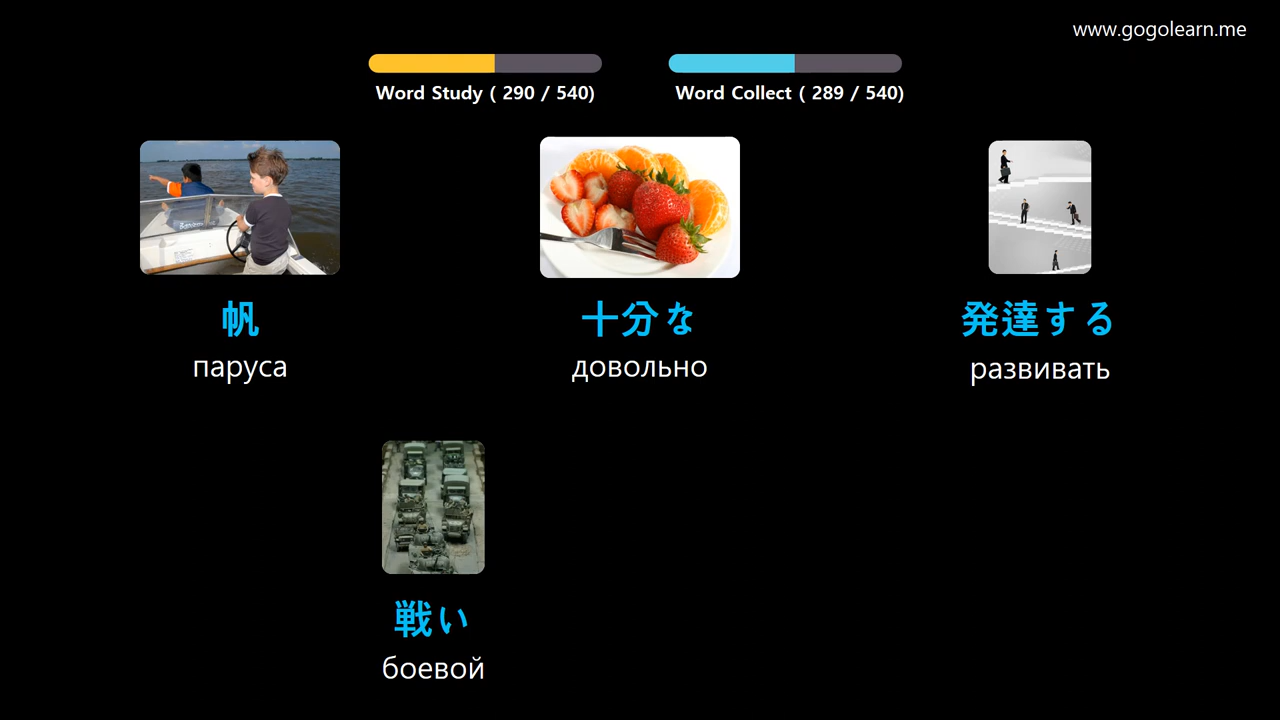 www.gogolearn.me
Word Study ( 290 / 540)
Word Collect ( 289 / 540)
帆
паруса
十分な
довольно
発達する
развивать
戦い
боевой